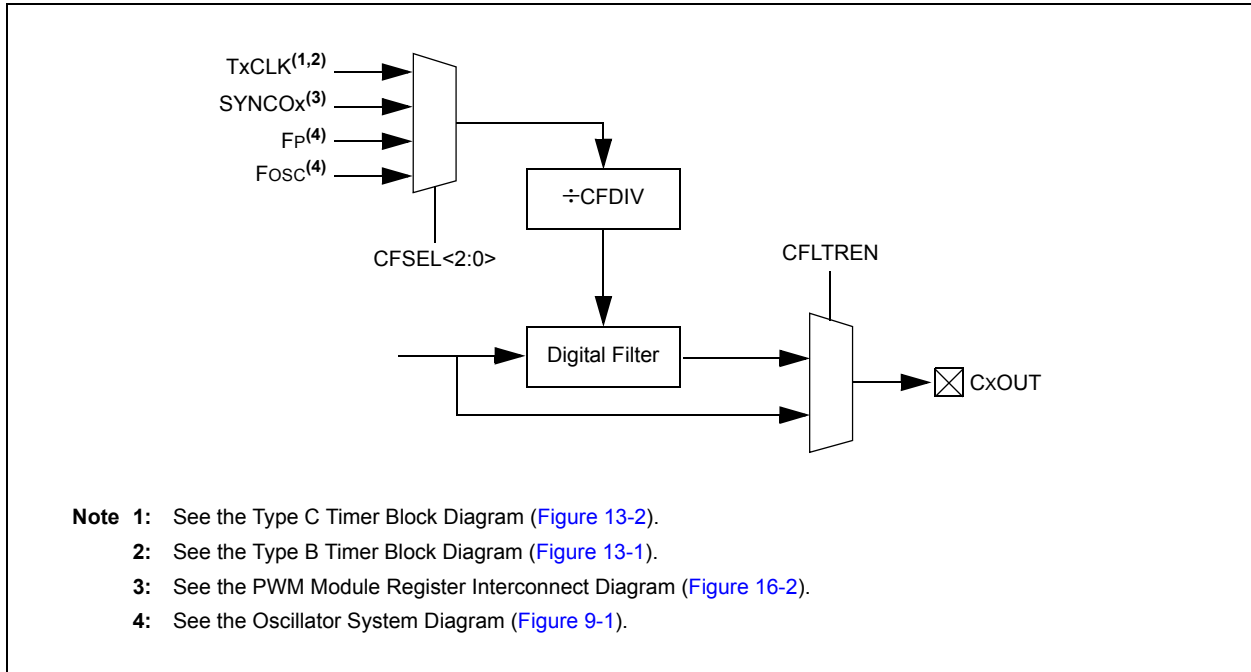 TxCLK(1,2)
SYNCOx(3)
FP(4)
FOSC(4)
÷CFDIV
CFSEL<2:0>
CFLTREN
Digital Filter
CxOUT
Note 1: See the Type C Timer Block Diagram (Figure 13-2).
2: See the Type B Timer Block Diagram (Figure 13-1).
3: See the PWM Module Register Interconnect Diagram (Figure 16-2).
4: See the Oscillator System Diagram (Figure 9-1).